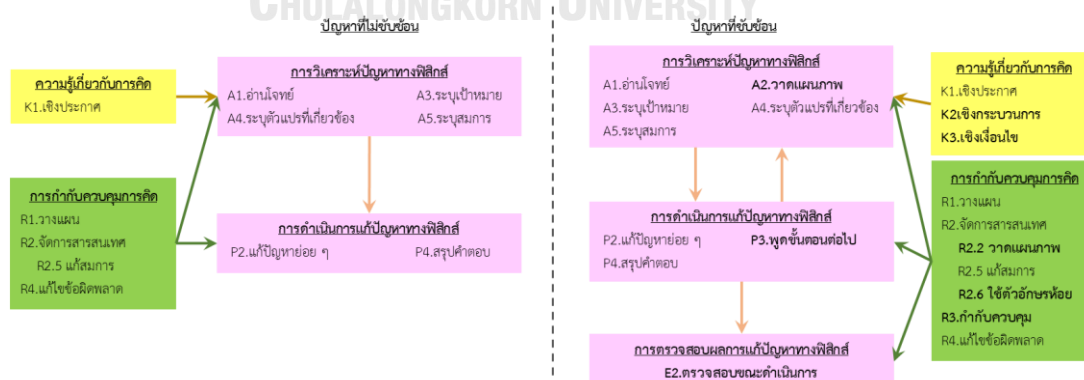 CHULALONGKORN UNIVERSITY
ปัญหาที่ไม่ซับซ้อน
ความรู้เกี่ยวกับการคิด
K1.เชิงประกาศ
การวิเคราะห์ปัญหาทางฟิสิกส์
A1.อ่านโจทย์ A3.ระบุเป้าหมาย
A4.ระบุตัวแปรที่เกี่ยวข้อง A5.ระบุสมการ
การกำกับควบคุมการคิด
R1.วางแผน
R2.จัดการสารสนเทศ
R2.5 แก้สมการ
R4.แก้ไขข้อผิดพลาด
การดำเนินการแก้ปัญหาทางฟิสิกส์
P2.แก้ปัญหาย่อย ๆ P4.สรุปคำตอบ
ปัญหาที่ซับซ้อน
การวิเคราะห์ปัญหาทางฟิสิกส์
A1.อ่านโจทย์ A2.วาดแผนภาพ
A3.ระบุเป้าหมาย A4.ระบุตัวแปรที่เกี่ยวข้อง
A5.ระบุสมการ
ความรู้เกี่ยวกับการคิด
K1.เชิงประกาศ
K2เชิงกระบวนการ
K3.เชิงเงื่อนไข
การดำเนินการแก้ปัญหาทางฟิสิกส์
P2.แก้ปัญหาย่อย ๆ P3.พูดขั้นตอนต่อไป
P4.สรุปคำตอบ
การกำกับควบคุมการคิด
R1.วางแผน
R2.จัดการสารสนเทศ
R2.2 วาดแผนภาพ
R2.5 แก้สมการ
R2.6 ใช้ตัวอักษรห้อย
R3.กำกับควบคุม
R4.แก้ไขข้อผิดพลาด
การตรวจสอบผลการแก้ปัญหาทางฟิสิกส์
E2.ตรวจสอบขณะดำเนินการ